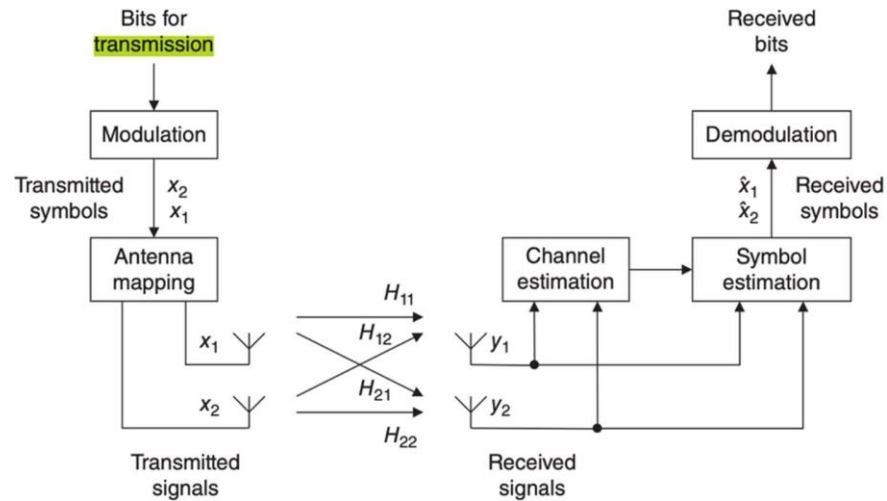 Bits for
transmission
Modulation
Transmitted
symbols
x₂
x₁
Antenna
mapping
x₁
x₂
Transmitted
signals
H₁₁
H₁₂
H₂₁
H₂₂
Received
bits
Demodulation
x̂₁
x̂₂
Received
symbols
Channel
estimation
Symbol
estimation
y₁
y₂
Received
signals